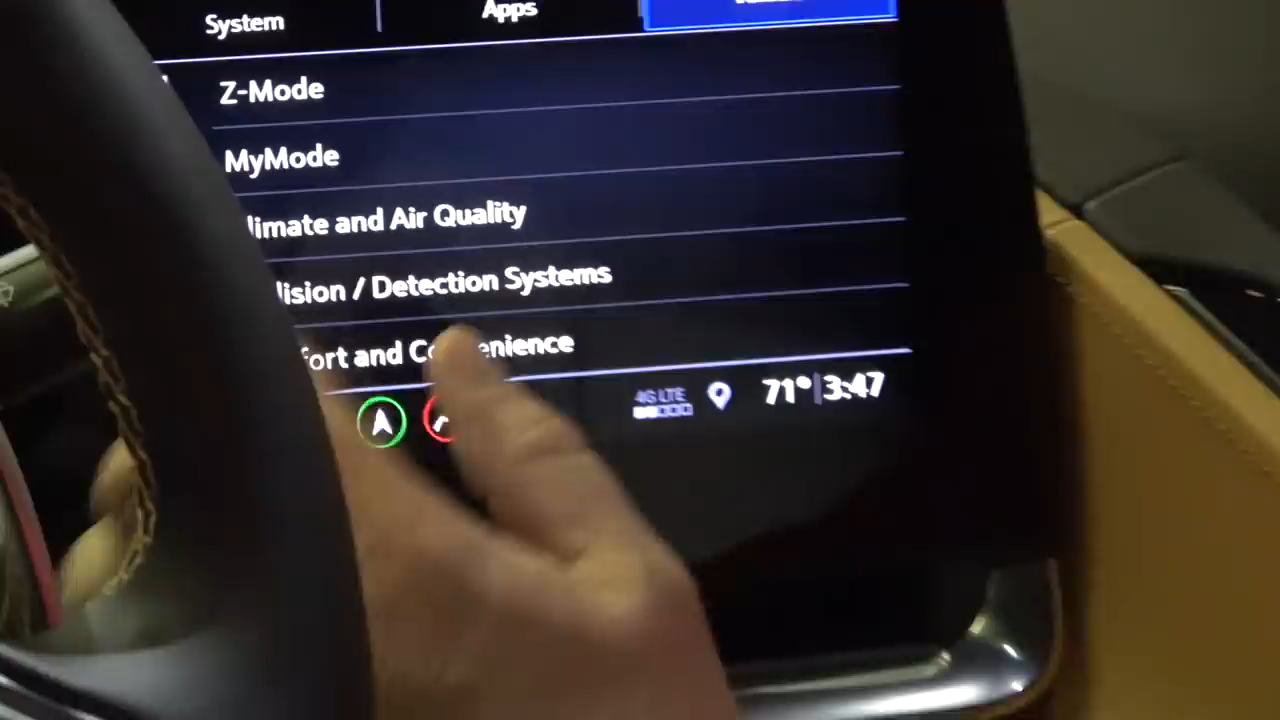 System
Apps
Z-Mode
MyMode
limate and Air Quality
lision / Detection Systems
fort and Co enience
4G LTE
71° 3:47